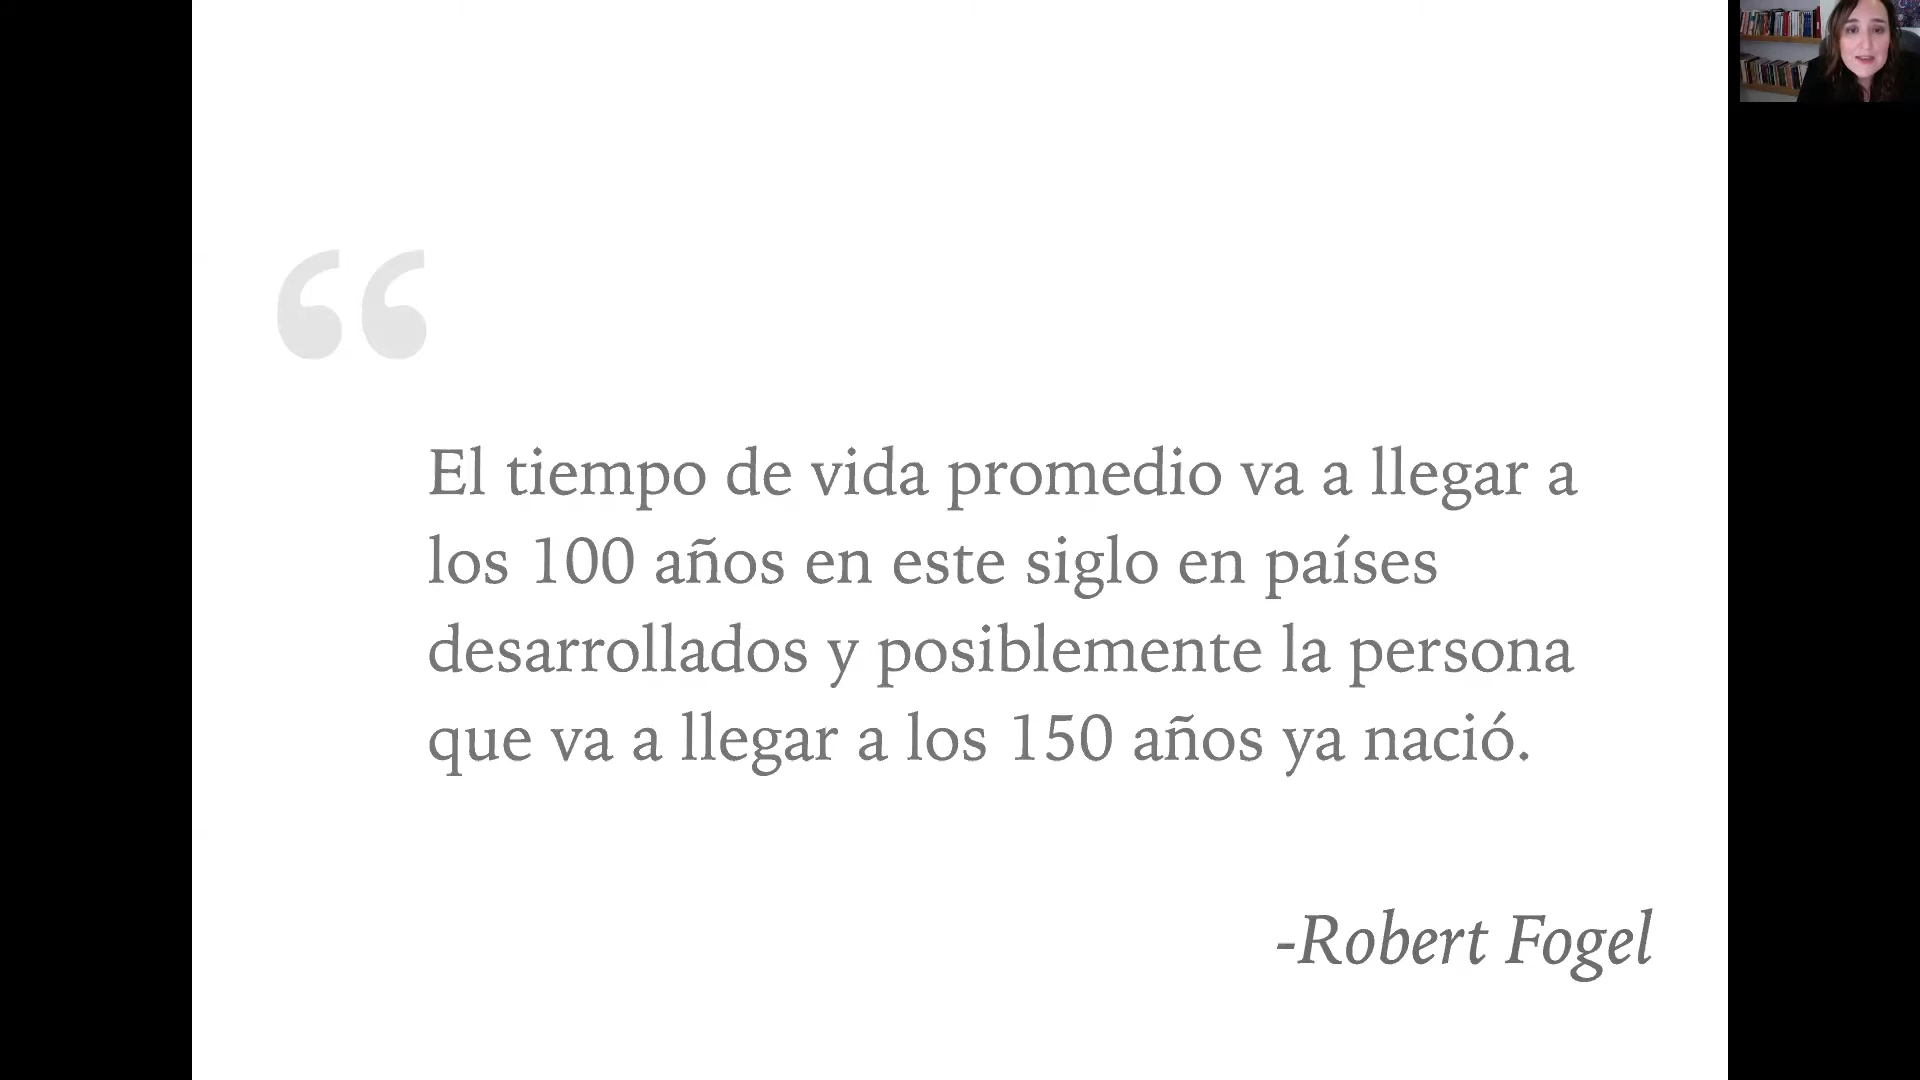 “
El tiempo de vida promedio va a llegar a
los 100 años en este siglo en países
desarrollados y posiblemente la persona
que va a llegar a los 150 años ya nació.
-Robert Fogel